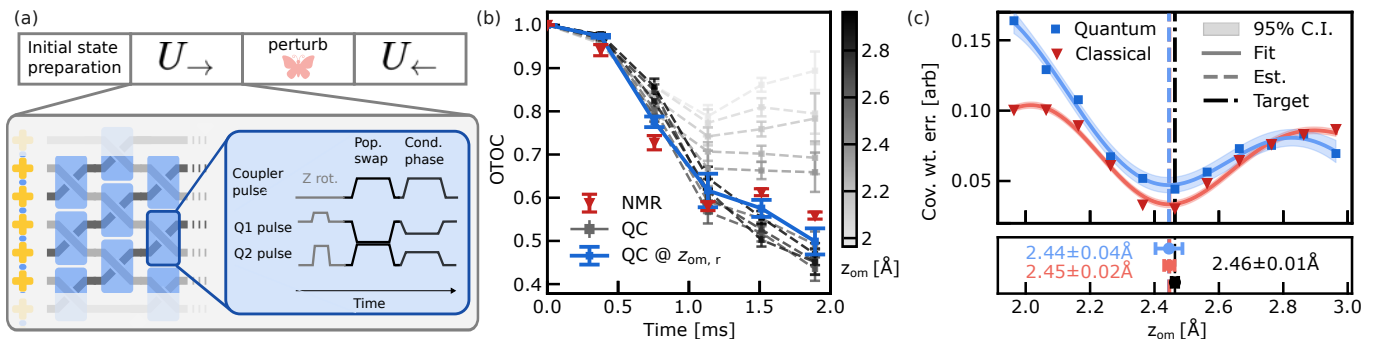 (a)
Initial state
preparation
U→
perturb
U←
Coupler
pulse
Q1 pulse
Q2 pulse
Z rot.
Pop.
swap
Cond.
phase
Time
(b)
OTOC
1.0
0.9
0.8
0.7
0.6
0.5
0.4
0.0
0.5
1.0
1.5
2.0
Time [ms]
NMR
QC
QC @ zom, r
2.8
2.6
2.4
2.2
2
zom [Å]
(c)
Cov. wt. err. [arb]
0.15
0.10
0.05
Quantum
Classical
95% C.I.
Fit
Est.
Target
2.44±0.04Å
2.45±0.02Å
2.46±0.01Å
2.0
2.2
2.4
2.6
2.8
3.0
zom [Å]